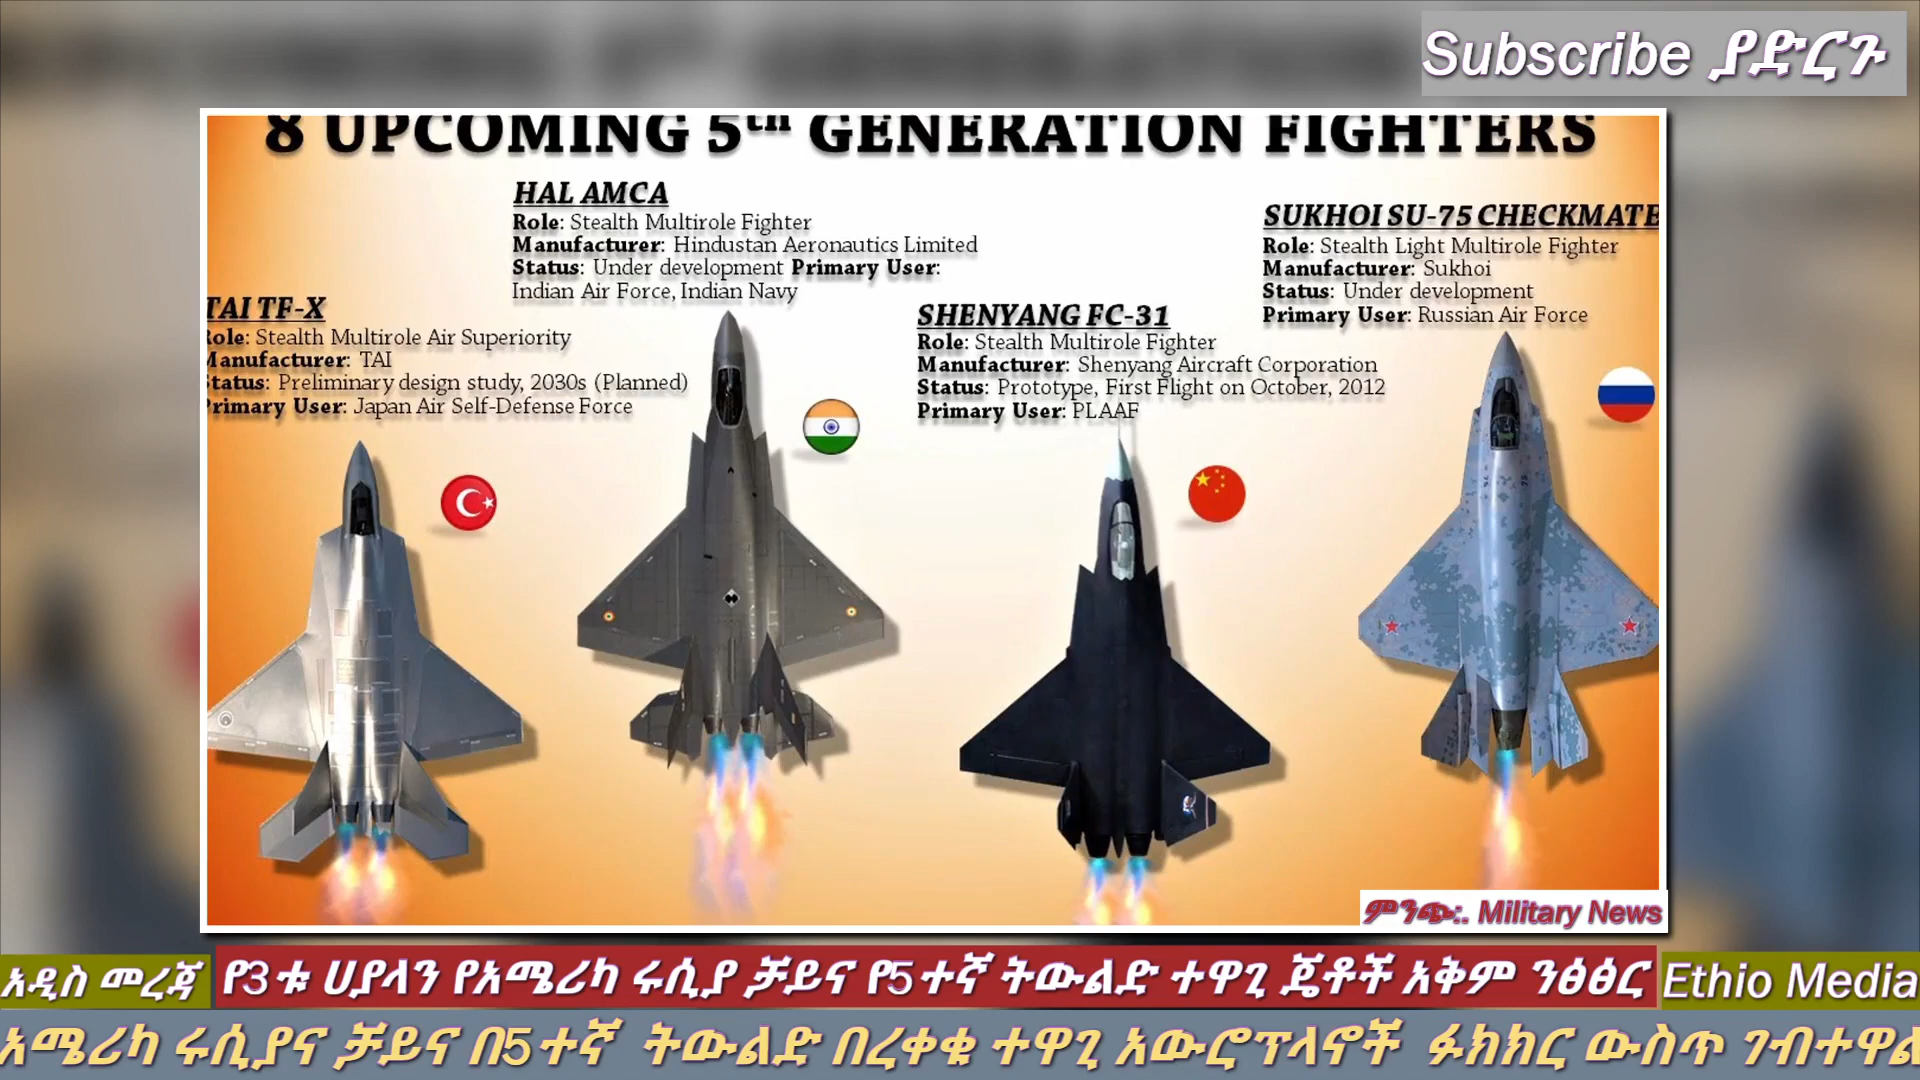 Subscribe ያድርጉ
8 UPCOMING 5th GENERATION FIGHTERS
HAL AMCA
Role: Stealth Multirole Fighter
Manufacturer: Hindustan Aeronautics Limited
Status: Under development Primary User:
Indian Air Force, Indian Navy
SUKHOI SU-75 CHECKMATE
Role: Stealth Light Multirole Fighter
Manufacturer: Sukhoi
Status: Under development
Primary User: Russian Air Force
TAI TF-X
Role: Stealth Multirole Air Superiority
Manufacturer: TAI
Status: Preliminary design study, 2030s (Planned)
Primary User: Japan Air Self-Defense Force
SHENYANG FC-31
Role: Stealth Multirole Fighter
Manufacturer: Shenyang Aircraft Corporation
Status: Prototype, First Flight on October, 2012
Primary User: PLAAF
ምንጭ:. Military News
አዲስ መረጃ
የ3ቱ ሀያላን የአሜሪካ ሩሲያ ቻይና የ5ተኛ ትውልድ ተዋጊ ጄቶች አቅም ንፅፅር
Ethio Media
አሜሪካ ሩሲያና ቻይና በ5ተኛ ትውልድ በረቀቁ ተዋጊ አውሮፕላኖች ፉክክር ውስጥ ገብተዋል